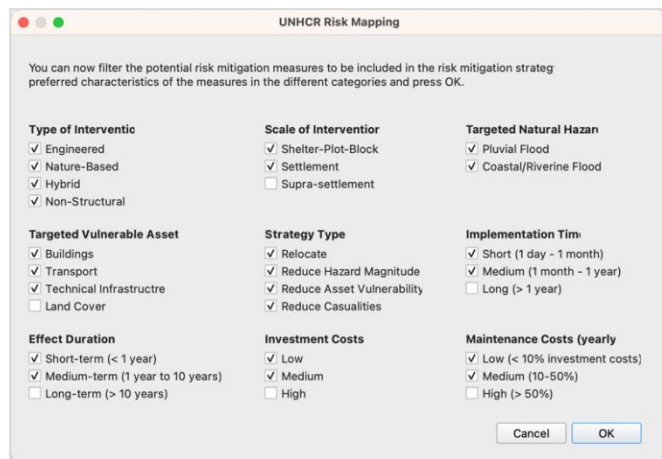 UNHCR Risk Mapping
You can now filter the potential risk mitigation measures to be included in the risk mitigation strateg
preferred characteristics of the measures in the different categories and press OK.
Type of Interventic
Engineered
Nature-Based
Hybrid
Non-Structural
Scale of Interventior
Shelter-Plot-Block
Settlement
Supra-settlement
Targeted Natural Hazar
Pluvial Flood
Coastal/Riverine Flood
Targeted Vulnerable Asset
Buildings
Transport
Technical Infrastructre
Land Cover
Strategy Type
Relocate
Reduce Hazard Magnitude
Reduce Asset Vulnerability
Reduce Casualities
Implementation Tim
Short (1 day - 1 month)
Medium (1 month - 1 year)
Long (> 1 year)
Effect Duration
Short-term (< 1 year)
Medium-term (1 year to 10 years)
Long-term (> 10 years)
Investment Costs
Low
Medium
High
Maintenance Costs (yearly
Low (< 10% investment costs)
Medium (10-50%)
High (> 50%)
Cancel
OK